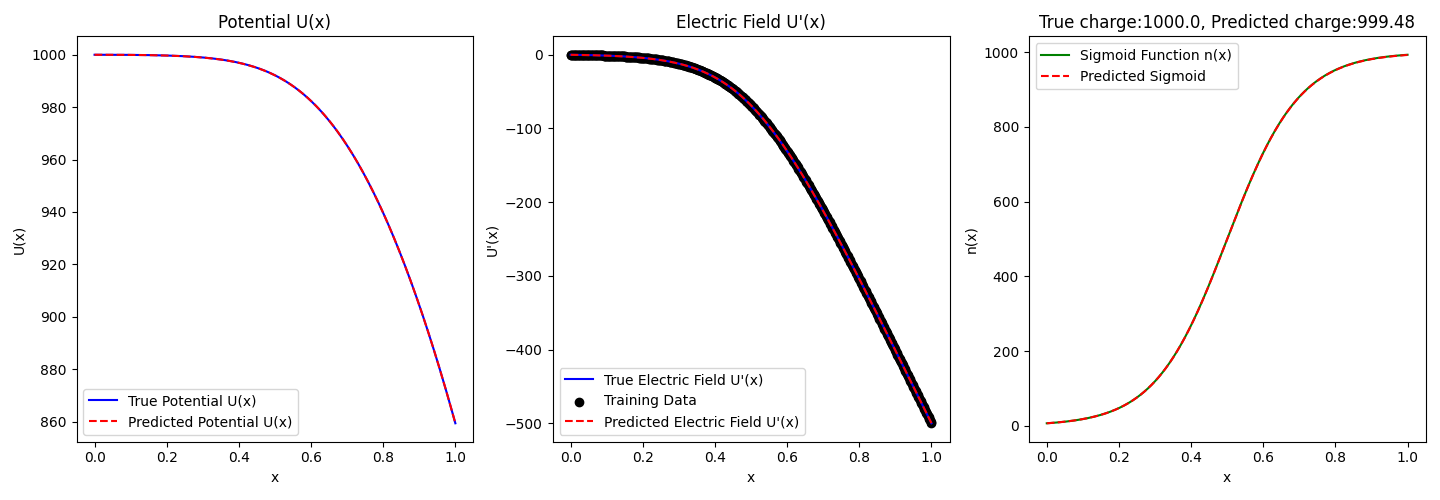 Potential U(x)
1000
980
960
940
920
900
880
860
U(x)
True Potential U(x)
Predicted Potential U(x)
0.0 0.2 0.4 0.6 0.8 1.0
x
Electric Field U'(x)
0
−100
−200
−300
−400
−500
U'(x)
True Electric Field U'(x)
Training Data
Predicted Electric Field U'(x)
0.0 0.2 0.4 0.6 0.8 1.0
x
True charge:1000.0, Predicted charge:999.48
Sigmoid Function n(x)
Predicted Sigmoid
1000
800
600
400
200
0
n(x)
0.0 0.2 0.4 0.6 0.8 1.0
x